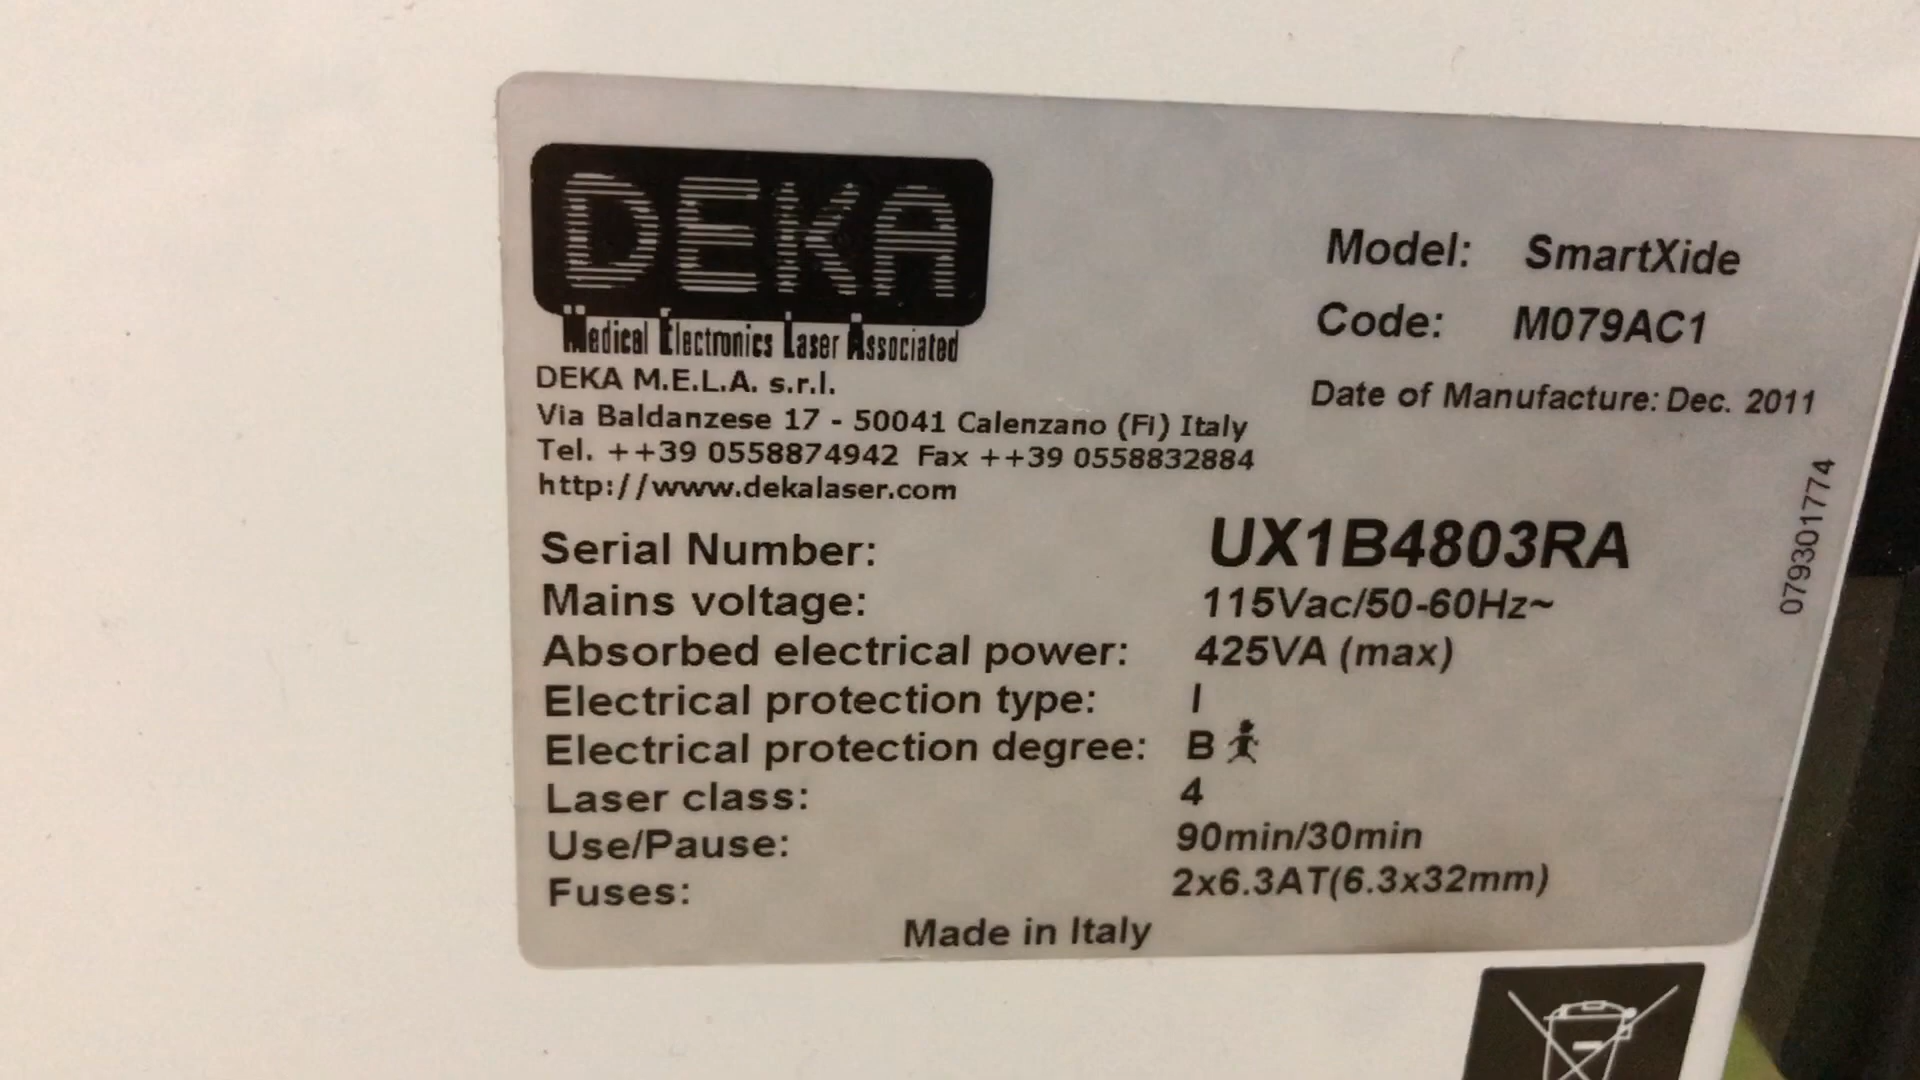 DEKA
Medical Electronics Laser Associated
DEKA M.E.L.A. s.r.l.
Via Baldanzese 17 - 50041 Calenzano (Fi) Italy
Tel. ++39 0558874942 Fax ++39 0558832884
http://www.dekalaser.com
Model: SmartXide
Code: M079AC1
Date of Manufacture: Dec. 2011
079301774
Serial Number: UX1B4803RA
Mains voltage: 115Vac/50-60Hz~
Absorbed electrical power: 425VA (max)
Electrical protection type: I
Electrical protection degree: B
Laser class: 4
Use/Pause: 90min/30min
Fuses: 2x6.3AT(6.3x32mm)
Made in Italy